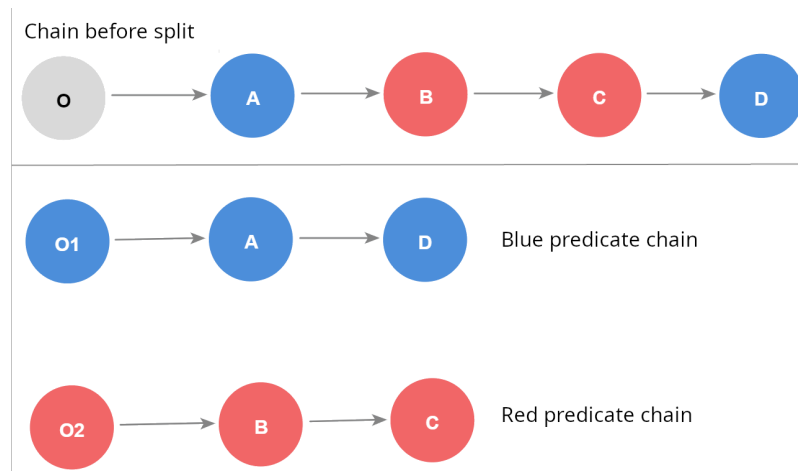 Chain before split
O
A
B
C
D
O1
A
D
Blue predicate chain
O2
B
C
Red predicate chain